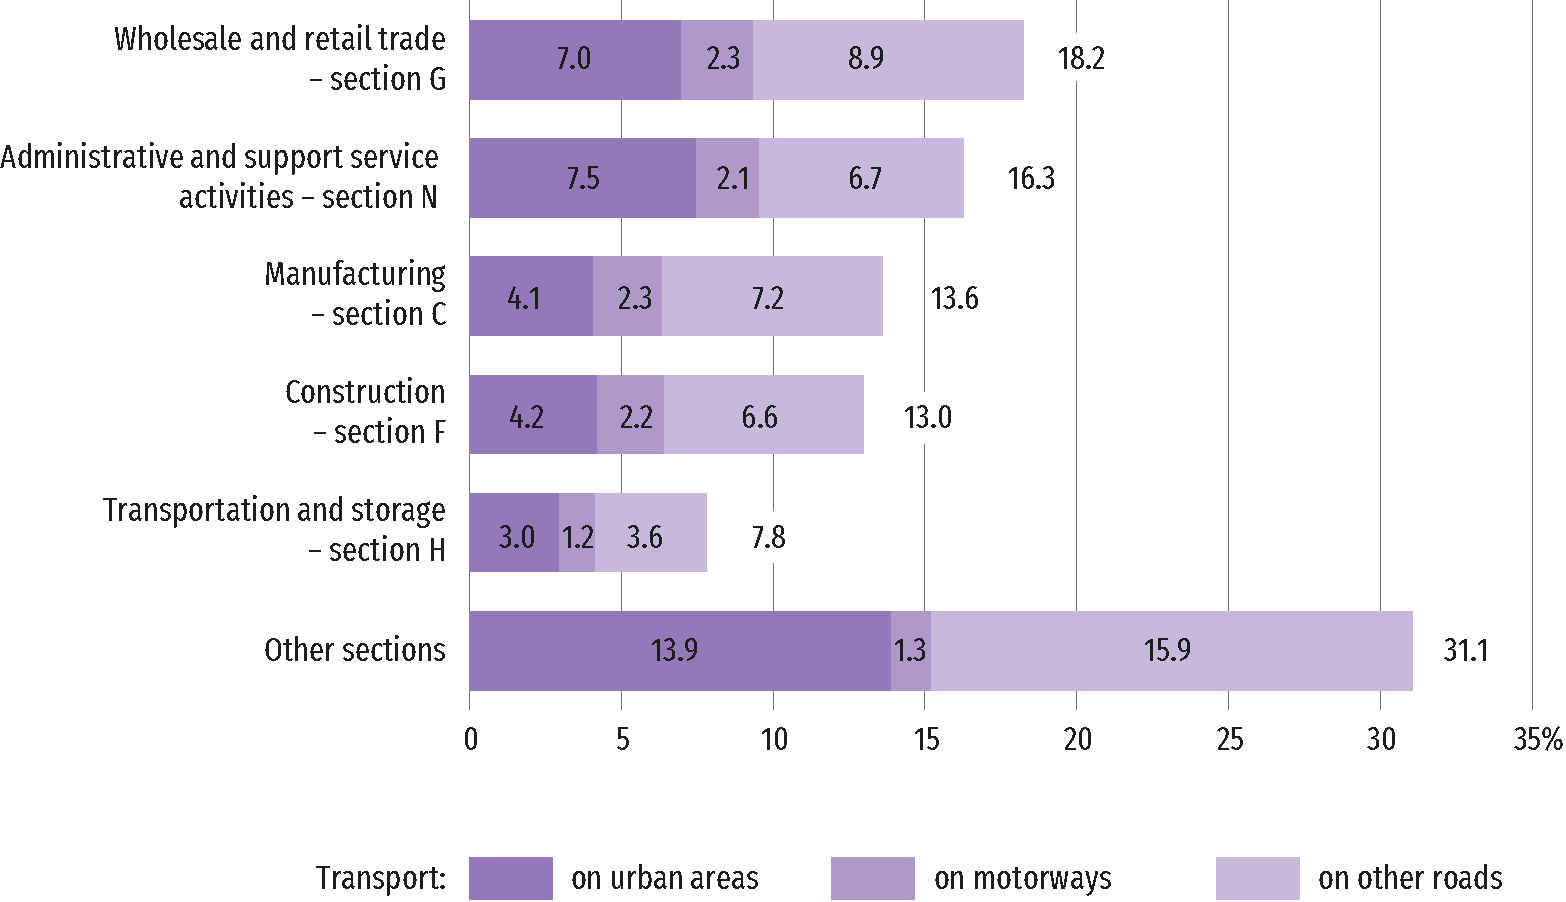 Wholesale and retail trade
– section G
7.0 2.3 8.9 18.2
Administrative and support service
activities – section N
7.5 2.1 6.7 16.3
Manufacturing
– section C
4.1 2.3 7.2 13.6
Construction
– section F
4.2 2.2 6.6 13.0
Transportation and storage
– section H
3.0 1.2 3.6 7.8
Other sections
13.9 1.3 15.9 31.1
0 5 10 15 20 25 30 35%
Transport: on urban areas on motorways on other roads